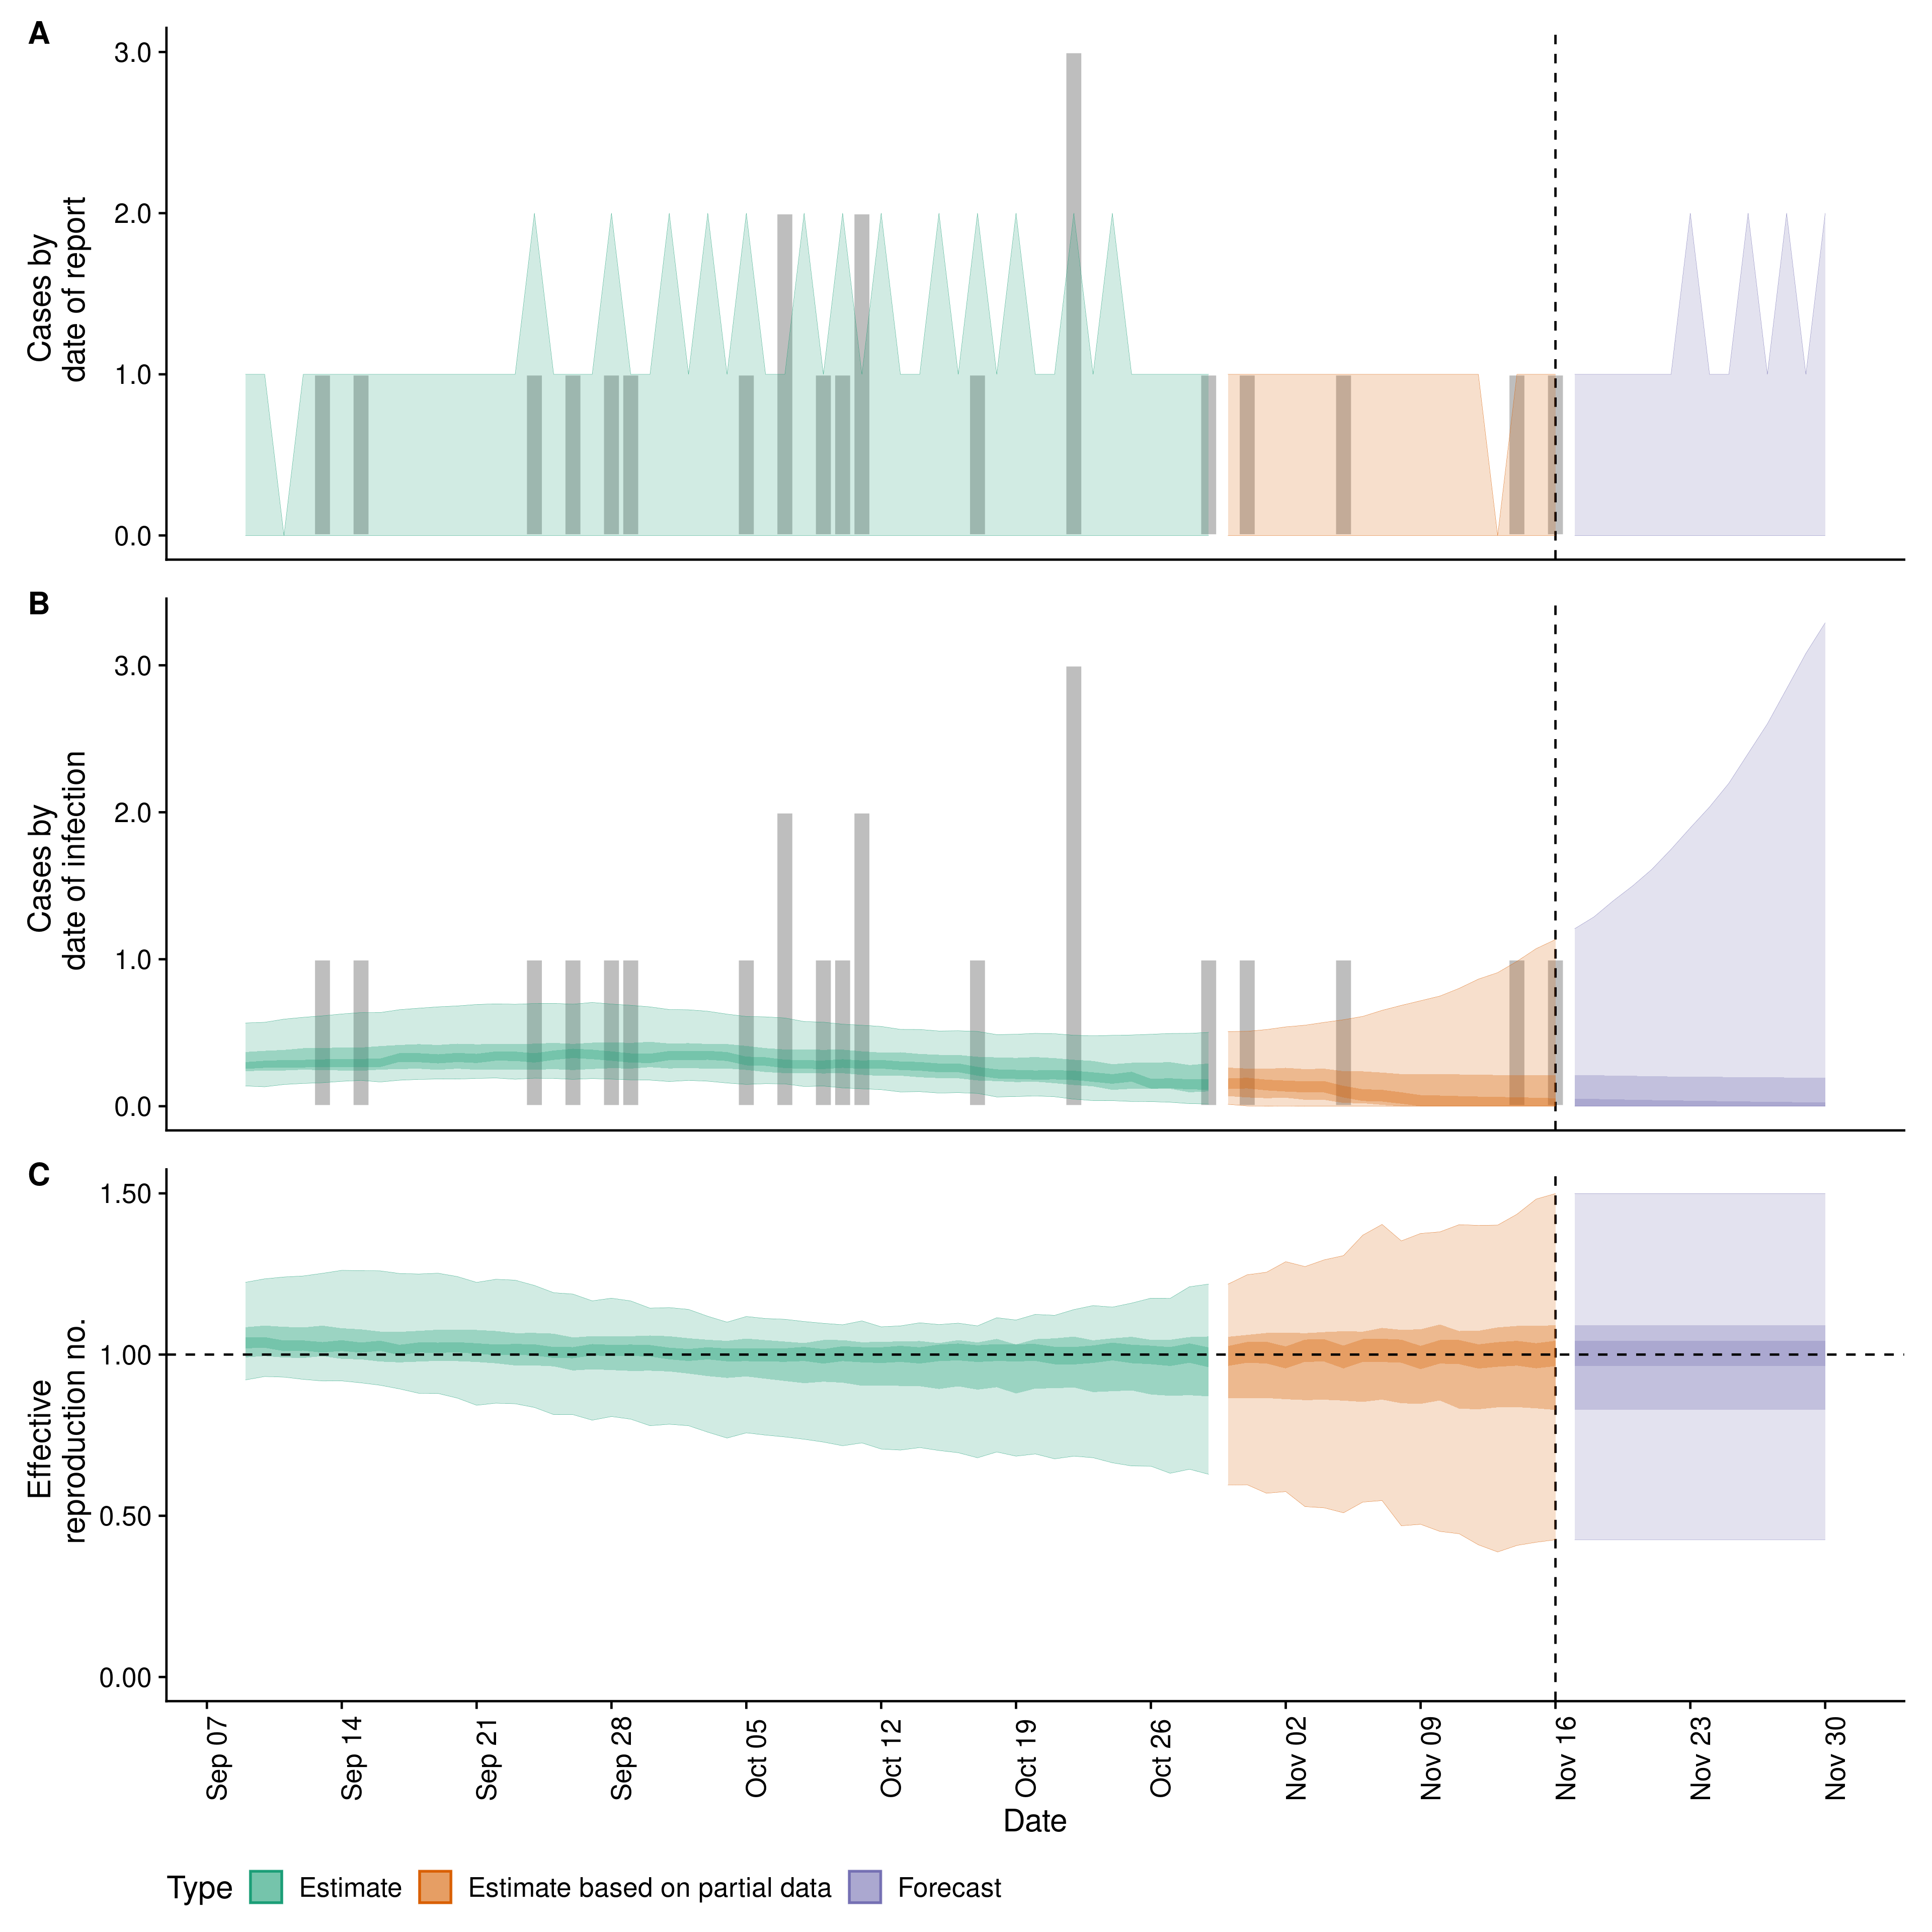 A
Cases by
date of report
3.0
2.0
1.0
0.0
B
Cases by
date of infection
3.0
2.0
1.0
0.0
C
Effective
reproduction no.
1.50
1.00
0.50
0.00
Sep 07
Sep 14
Sep 21
Sep 28
Oct 05
Oct 12
Oct 19
Oct 26
Nov 02
Nov 09
Nov 16
Nov 23
Nov 30
Date
Type Estimate Estimate based on partial data Forecast